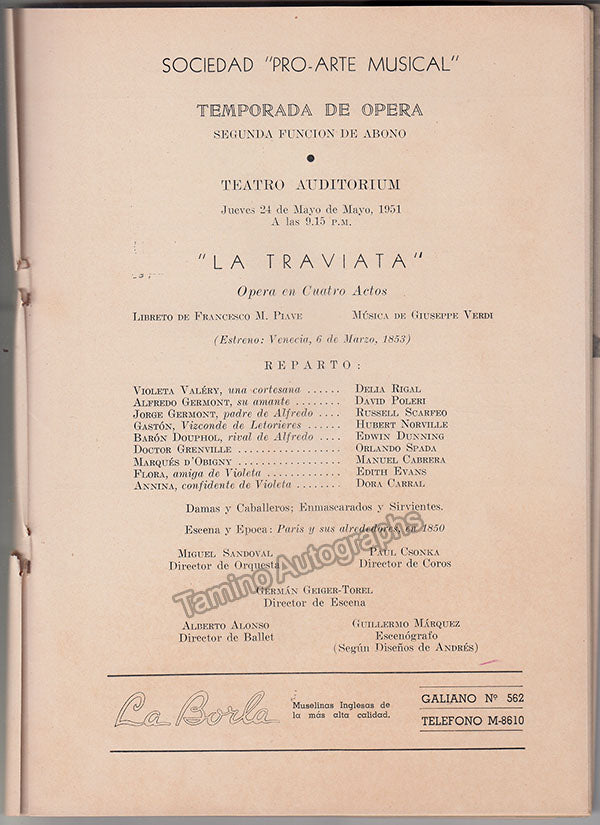 SOCIEDAD "PRO-ARTE MUSICAL"
TEMPORADA DE OPERA
SEGUNDA FUNCION DE ABONO
TEATRO AUDITORIUM
Jueves 24 de Mayo de Mayo, 1951
A las 9.15 P.M.
"LA TRAVIATA"
Opera en Cuatro Actos
LIBRETO DE FRANCESCO M. PIAVE MÚSICA DE GIUSEPPE VERDI
(Estreno: Venecia, 6 de Marzo, 1853)
REPARTO:
VIOLETA VALÉRY, una cortesana ...... DELIA RIGAL
ALFREDO GERMONT, su amante ........ DAVID POLERI
JORGE GERMONT, padre de Alfredo .... RUSSELL SCARFEO
GASTÓN, Vizconde de Letorieres ...... HUBERT NORVILLE
BARÓN DOUPHOL, rival de Alfredo .... EDWIN DUNNING
DOCTOR GRENVILLE .................. ORLANDO SPADA
MARQUÉS D'OBIGNY .................. MANUEL CABRERA
FLORA, amiga de Violeta ............. EDITH EVANS
ANNINA, confidente de Violeta ........ DORA CARRAL
Damas y Caballeros; Enmascarados y Sirvientes.
Escena y Epoca: Paris y sus alrededores, en 1850
MIGUEL SANDOVAL PAUL CSONKA
Director de Orquesta Director de Coros
GERMÁN GEIGER-TOREL
Director de Escena
ALBERTO ALONSO GUILLERMO MÁRQUEZ
Director de Ballet Escenógrafo
(Según Diseños de ANDRÉS)
Tamino Autographs
La Borla
Muselinas Inglesas de
la más alta calidad.
GALIANO Nº 562
TELEFONO M-8610